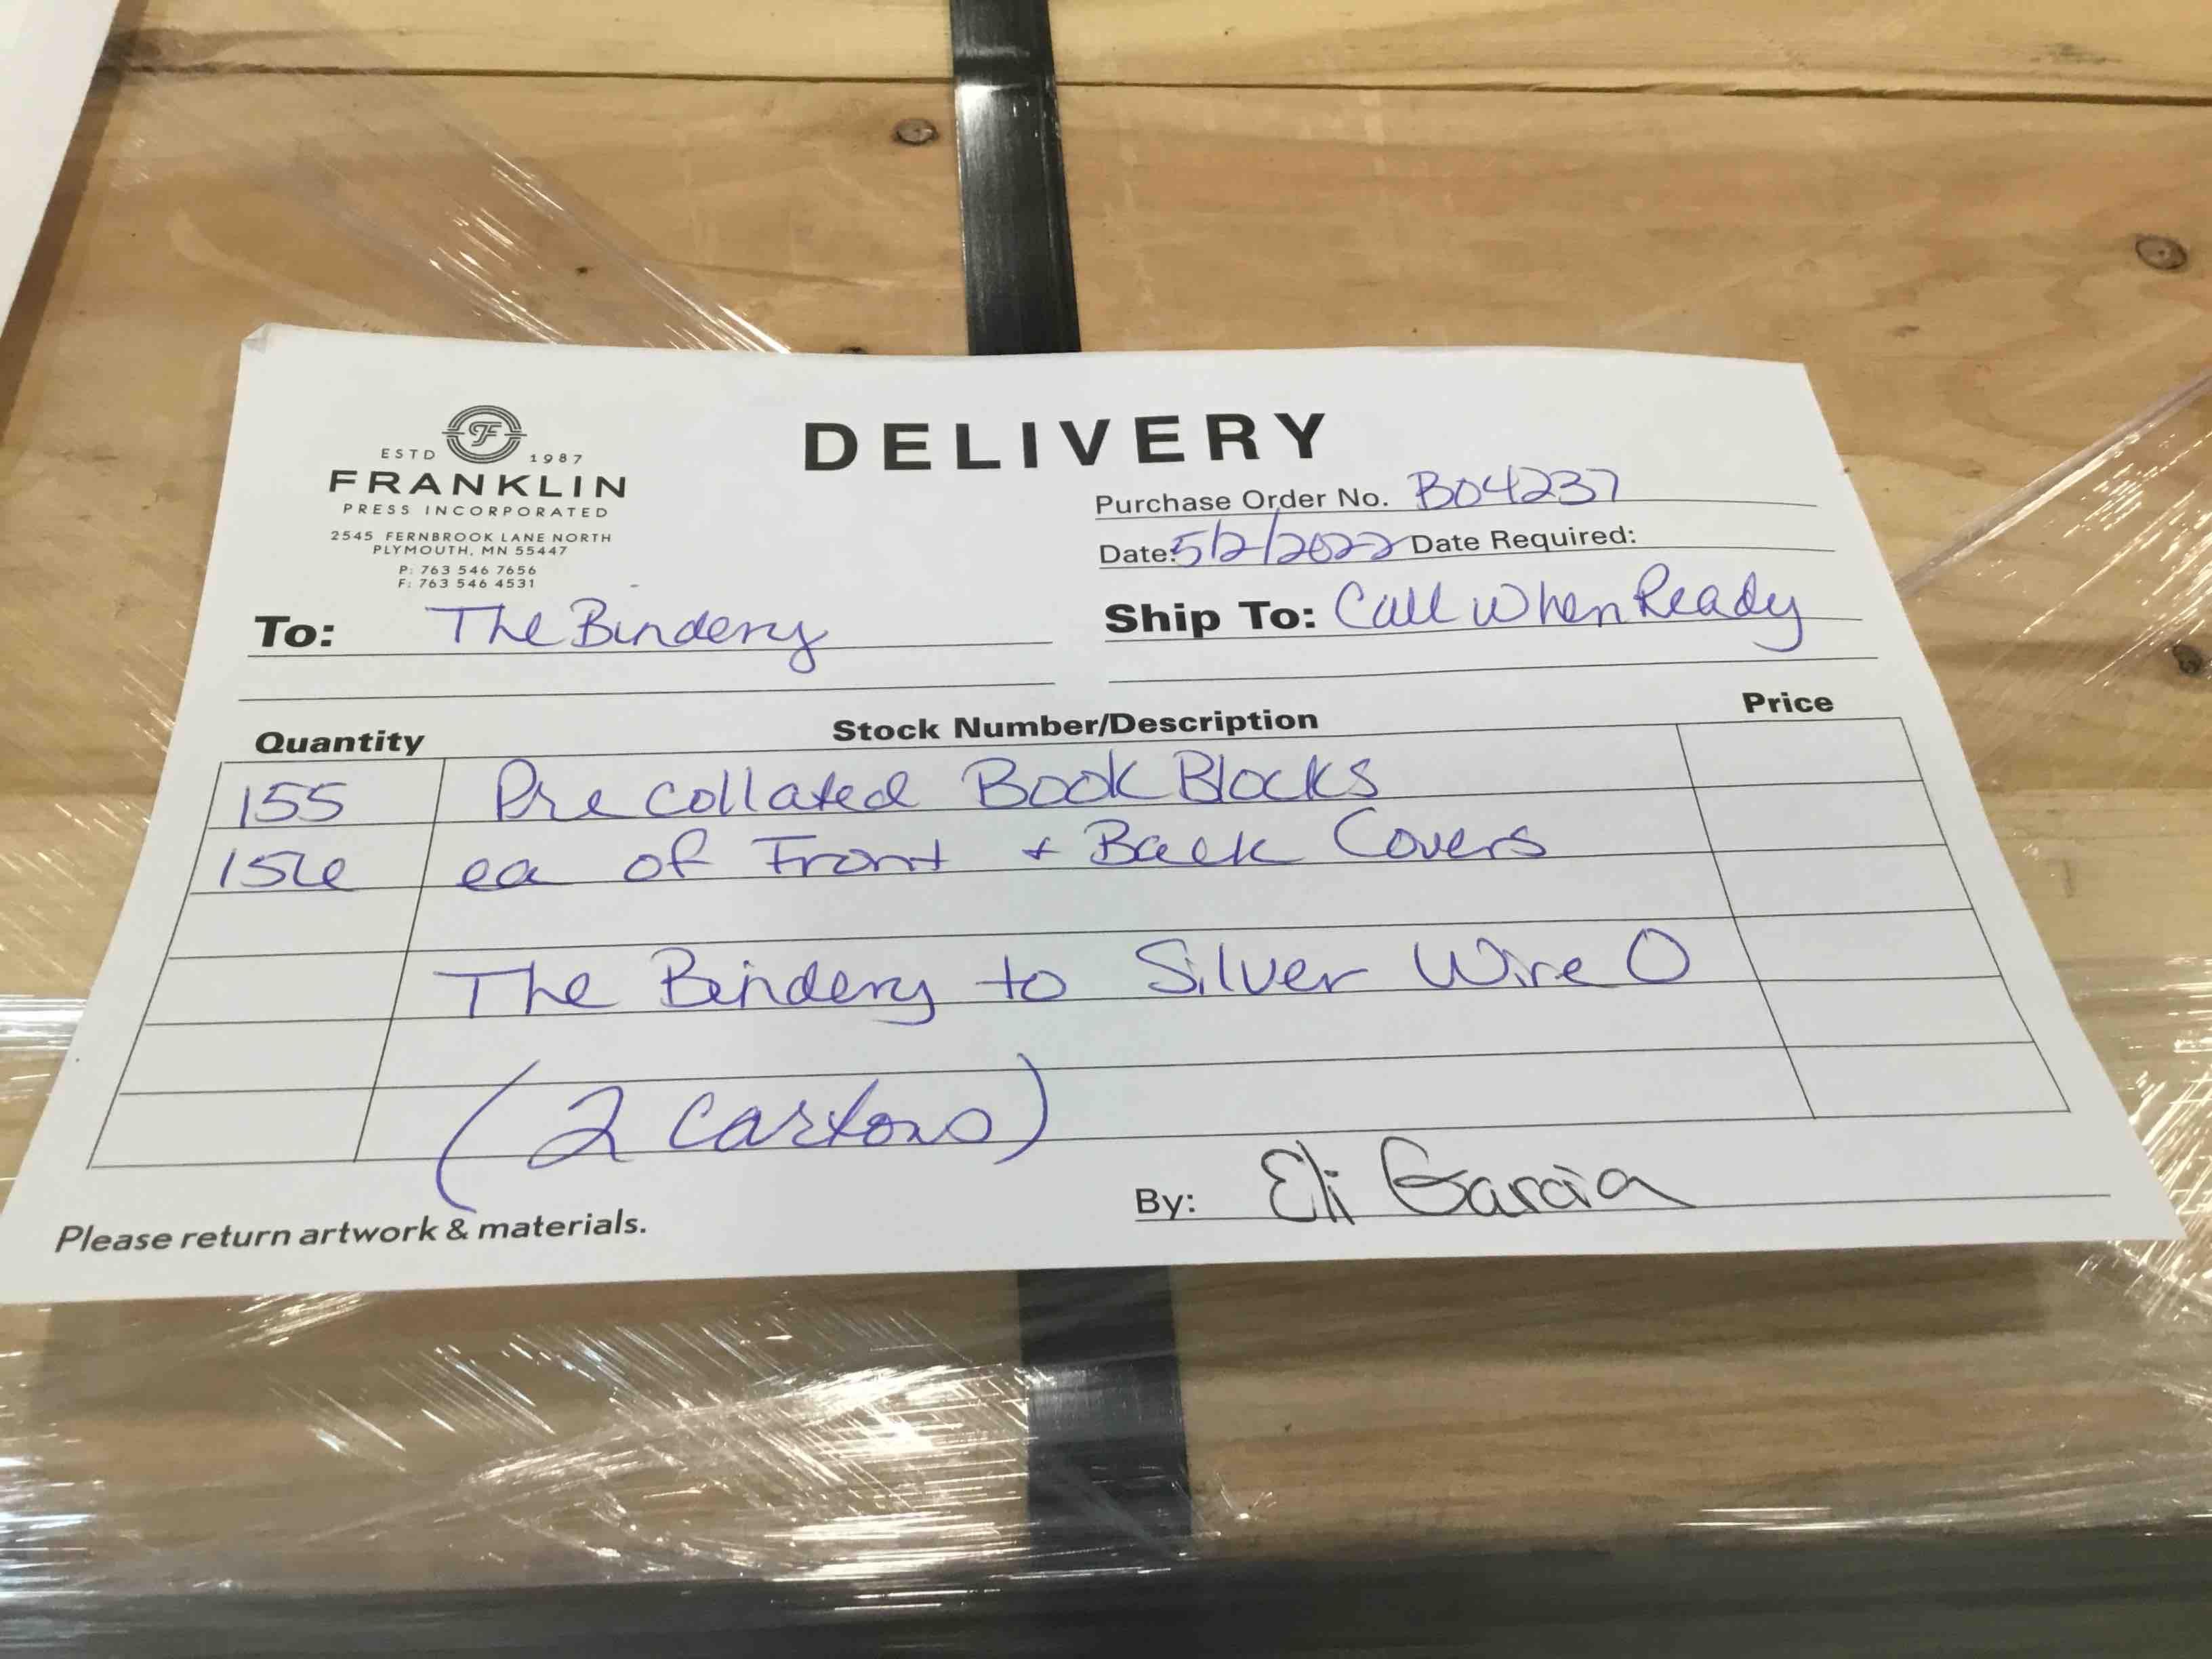 DELIVERY
ESTD 1987
FRANKLIN
PRESS INCORPORATED
2545 FERNBROOK LANE NORTH
PLYMOUTH, MN 55447
P: 763 546 7656
F: 763 546 4531
Purchase Order No. B04237
Date: 5/2/2022 Date Required:
To: The Bindery
Ship To: Call When Ready
Quantity Stock Number/Description Price
155 Pre collated Book Blocks
156 ea of Front + Back Covers
The Bindery to Silver Wire O
(2 cartons)
By: Eli Garcia
Please return artwork & materials.